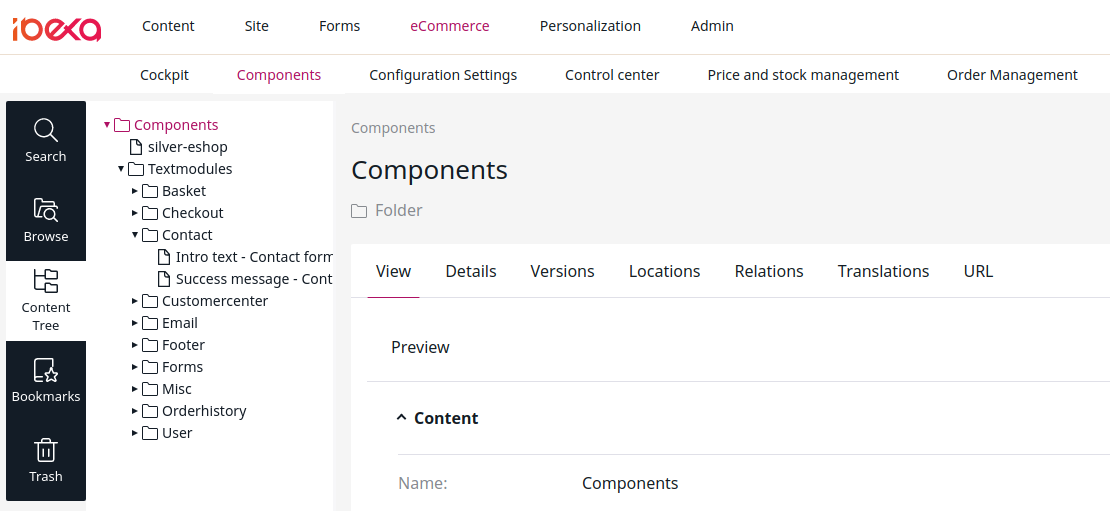 ibexa Content Site Forms eCommerce Personalization Admin
Cockpit Components Configuration Settings Control center Price and stock management Order Management
Search
Browse
Content
Tree
Bookmarks
Trash
Components
silver-eshop
Textmodules
Basket
Checkout
Contact
Intro text - Contact form
Success message - Cont
Customercenter
Email
Footer
Forms
Misc
Orderhistory
User
Components
Components
Folder
View Details Versions Locations Relations Translations URL
Preview
Content
Name: Components